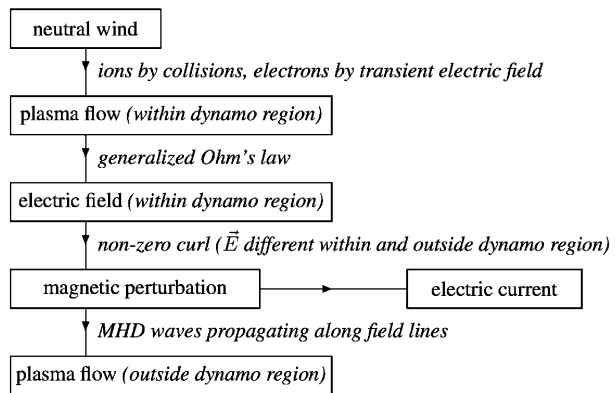 neutral wind
ions by collisions, electrons by transient electric field
plasma flow (within dynamo region)
generalized Ohm's law
electric field (within dynamo region)
non-zero curl (E⃗ different within and outside dynamo region)
magnetic perturbation
electric current
MHD waves propagating along field lines
plasma flow (outside dynamo region)